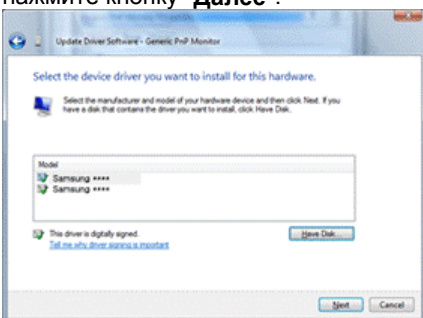 нажмите кнопку "Далее".
Update Driver Software - Generic PnP Monitor
Select the device driver you want to install for this hardware.
Select the manufacturer and model of your hardware device and then click Next. If you
have a disk that contains the driver you want to install, click Have Disk.
Model
Samsung ****
Samsung ****
This driver is digitally signed.
Have Disk...
Tell me why driver signing is important
Next
Cancel